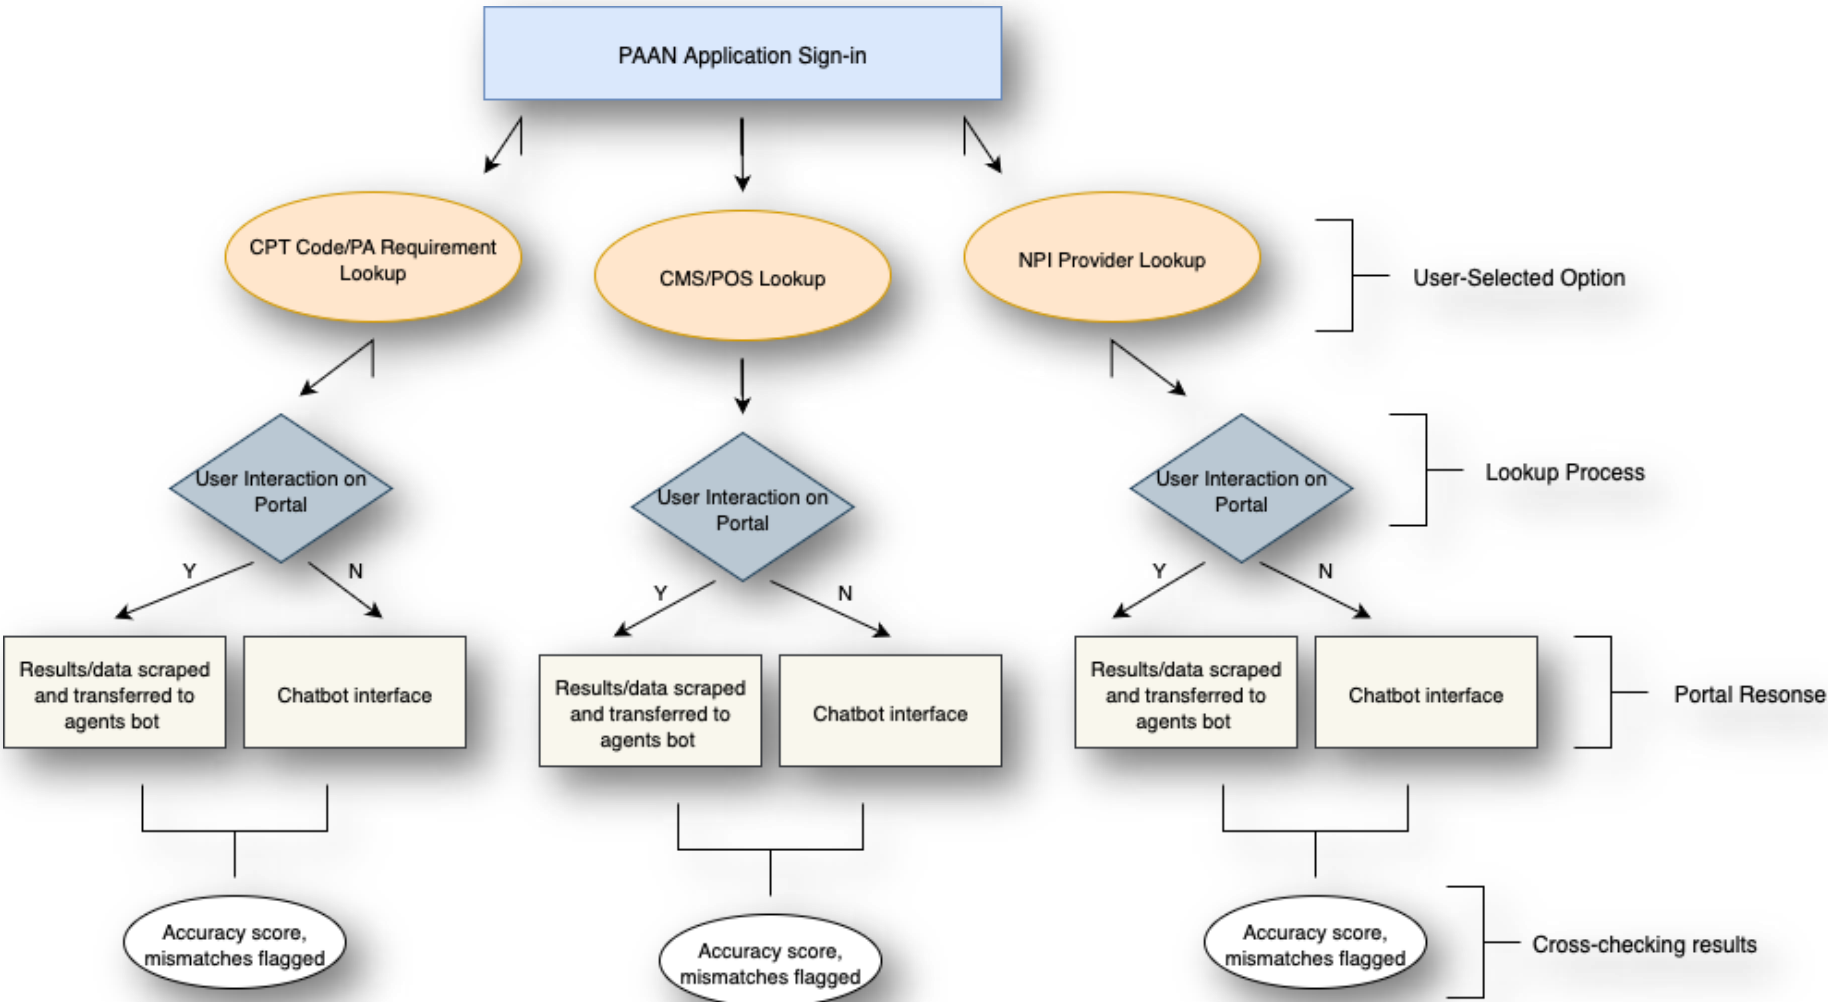 PAAN Application Sign-in
CPT Code/PA Requirement
Lookup
CMS/POS Lookup
NPI Provider Lookup
User-Selected Option
User Interaction on
Portal
User Interaction on
Portal
User Interaction on
Portal
Lookup Process
Y
N
Y
N
Y
N
Results/data scraped
and transferred to
agents bot
Chatbot interface
Results/data scraped
and transferred to
agents bot
Chatbot interface
Results/data scraped
and transferred to
agents bot
Chatbot interface
Portal Resonse
Accuracy score,
mismatches flagged
Accuracy score,
mismatches flagged
Accuracy score,
mismatches flagged
Cross-checking results